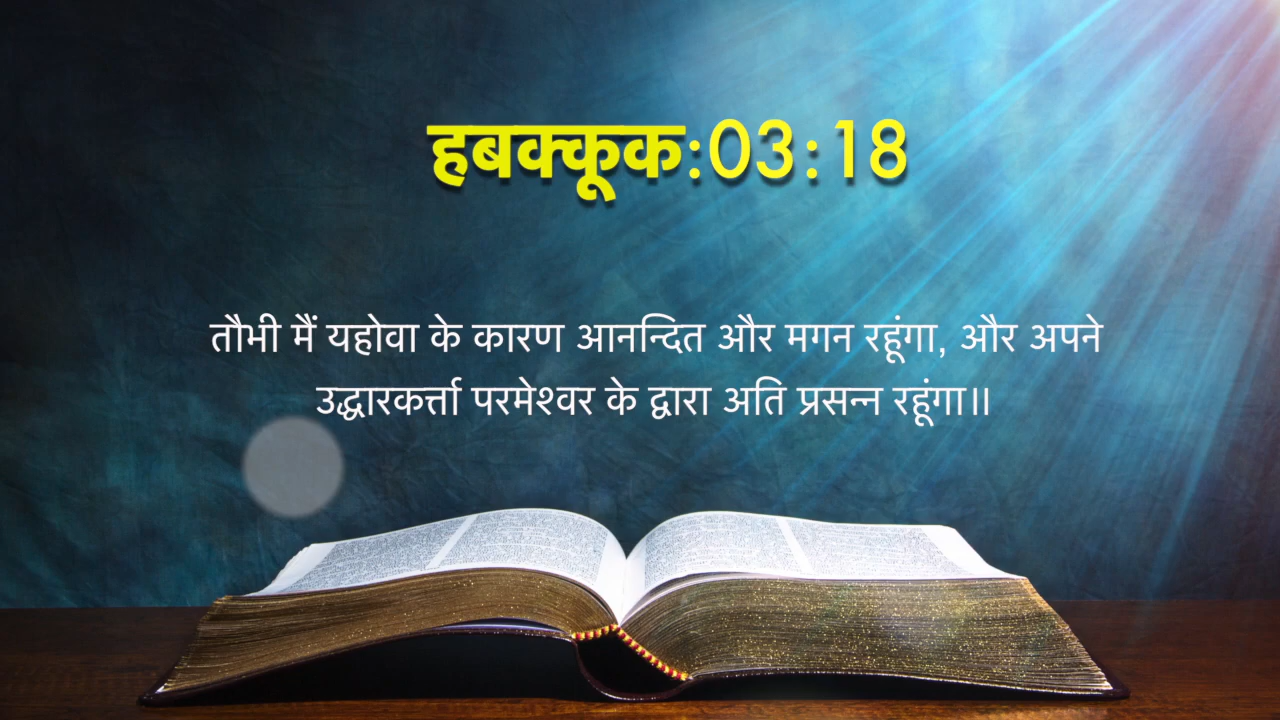 हबक्कूक:03:18
तौभी मैं यहोवा के कारण आनन्दित और मगन रहूंगा, और अपने
उद्धारकर्त्ता परमेश्वर के द्वारा अति प्रसन्न रहूंगा॥